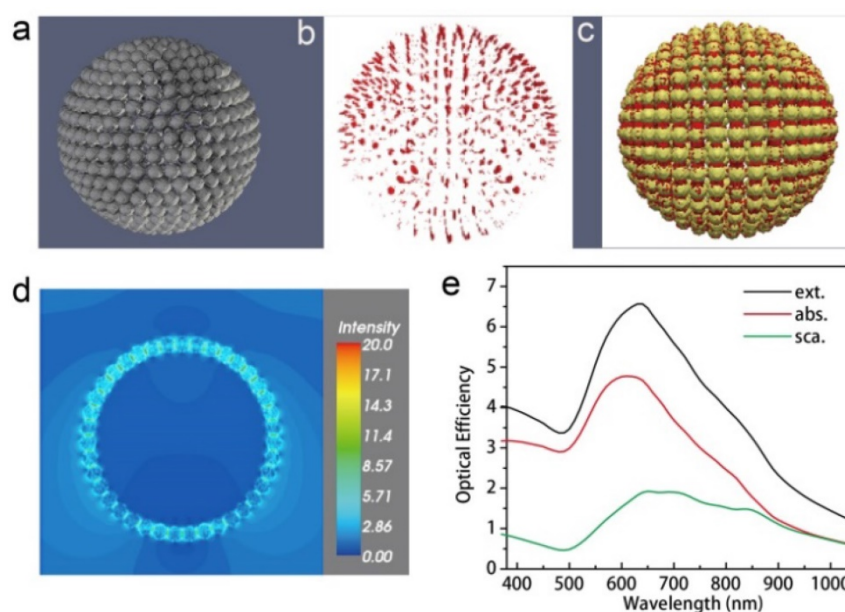 a
b
c
d
Intensity
20.0
17.1
14.3
11.4
8.57
5.71
2.86
0.00
e
7
6
5
4
3
2
1
0
Optical Efficiency
ext.
abs.
sca.
400 500 600 700 800 900 1000
Wavelength (nm)